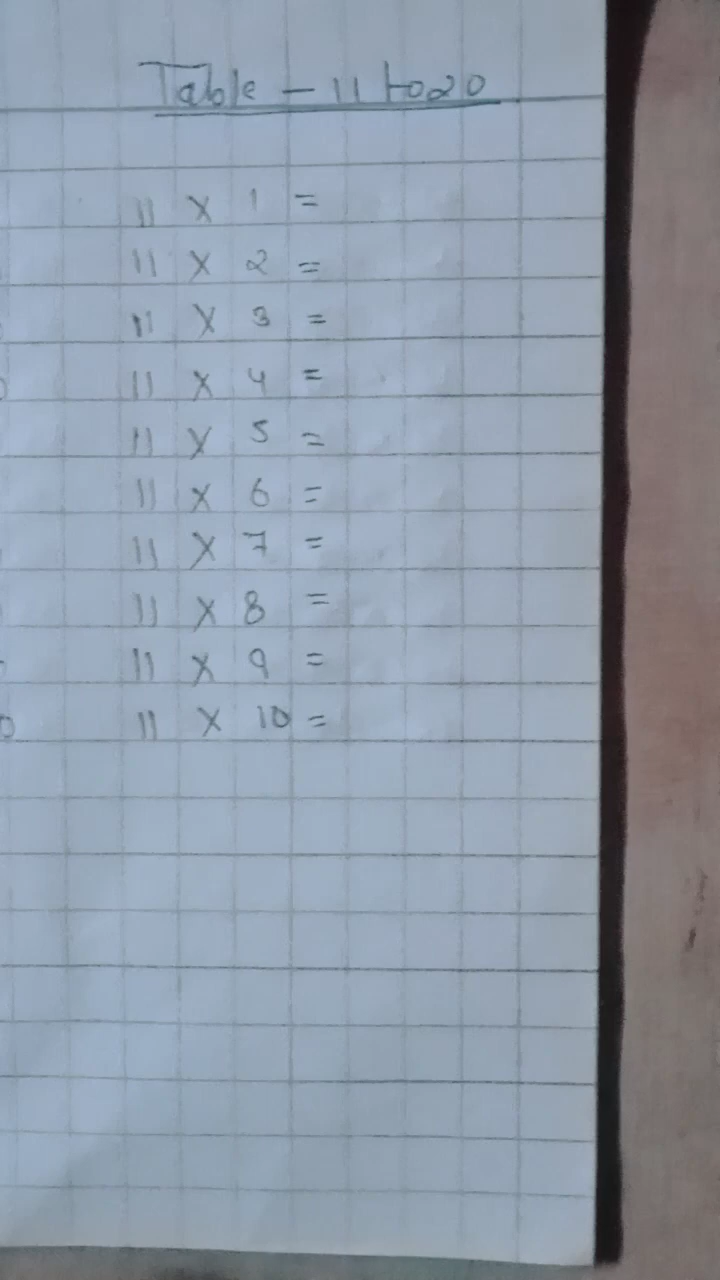 Table - 11 to 20
11 X 1 =
11 X 2 =
11 X 3 =
11 X 4 =
11 X 5 =
11 X 6 =
11 X 7 =
11 X 8 =
11 X 9 =
11 X 10 =